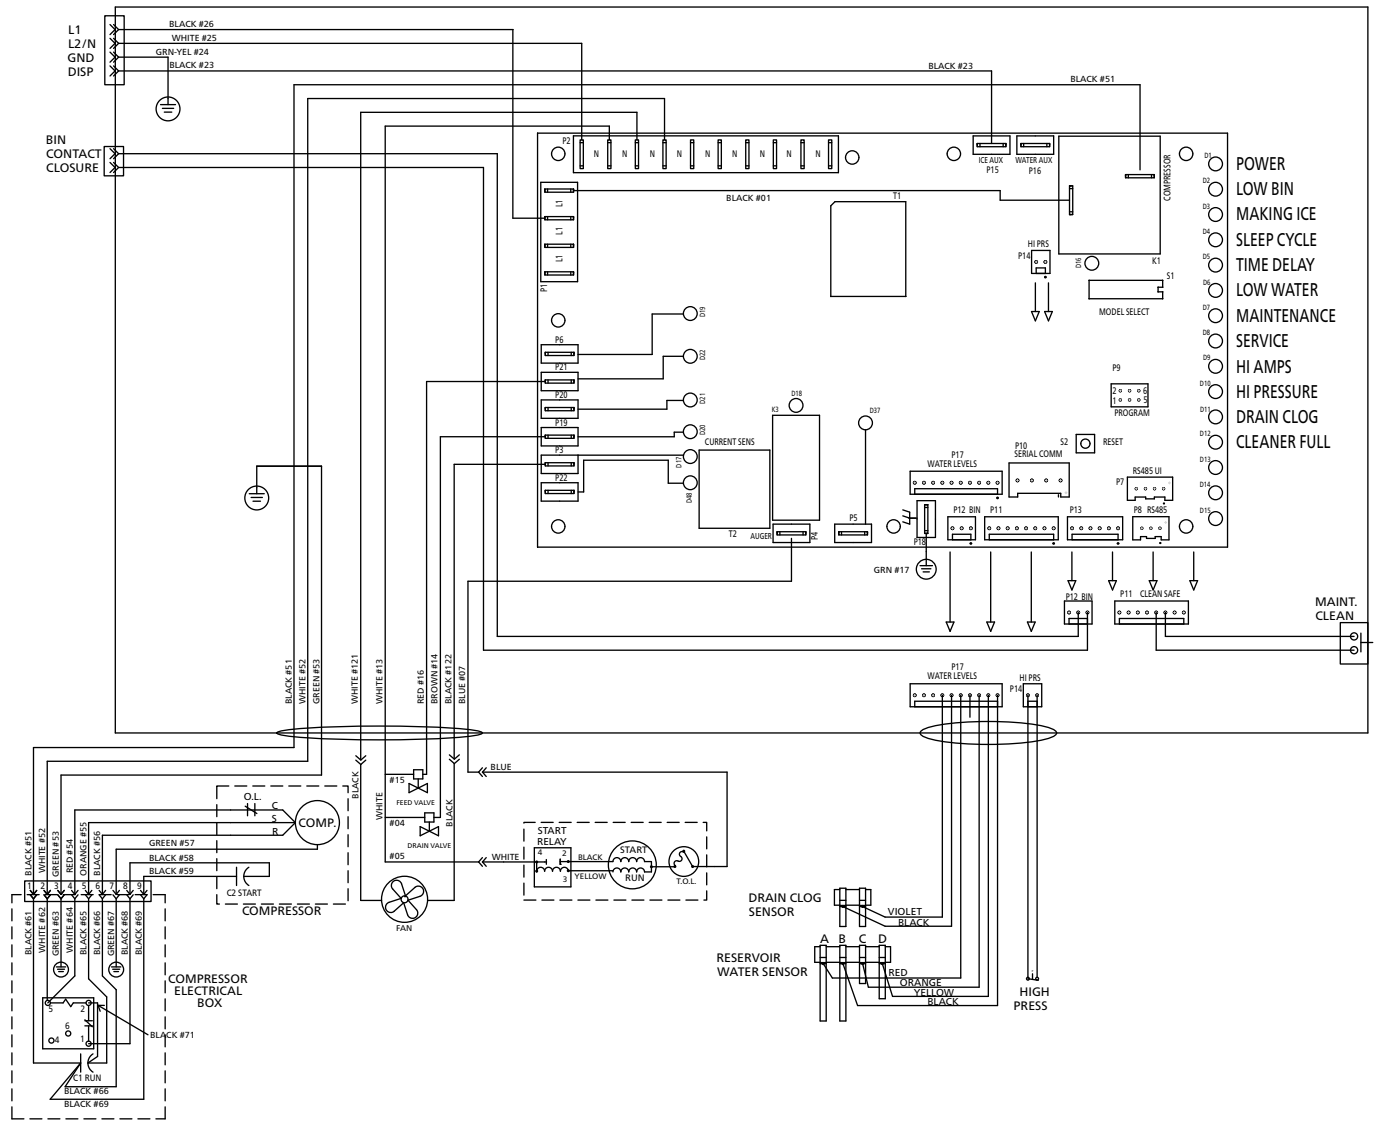 L1
L2/N
GND
DISP
BLACK #26
WHITE #25
GRN-YEL #24
BLACK #23
BLACK #23
BLACK #51
BIN
CONTACT
CLOSURE
P2
N N N N N N N N N
ICE AUX
P15
WATER AUX
P16
COMPRESSOR
L1
L1
L1
P1
BLACK #01
T1
HI PRS
P14
D16
K1
S1
MODEL SELECT
D1 POWER
D2 LOW BIN
D3 MAKING ICE
D4 SLEEP CYCLE
D5 TIME DELAY
D6 LOW WATER
D7 MAINTENANCE
D8 SERVICE
D9 HI AMPS
D10 HI PRESSURE
D11 DRAIN CLOG
D12 CLEANER FULL
D13
D14
D15
P6
P21
P20
P19
P3
P22
D19
D22
D21
D20
D17
D48
K3
D18
D37
CURRENT SENS
T2
AUGER
P4
P5
P9
2 6
1 5
PROGRAM
S2
RESET
P17
WATER LEVELS
P10
SERIAL COMM
RS485 UI
P7
P18
P12 BIN
P11
P13
P8 RS485
GRN #17
P12 BIN
P11 CLEAN SAFE
MAINT.
CLEAN
BLACK #51
WHITE #52
GREEN #53
WHITE #121
WHITE #13
RED #16
BROWN #14
BLACK #122
BLUE #07
P17
WATER LEVELS
HI PRS
P14
BLACK
WHITE
#15
FEED VALVE
#04
DRAIN VALVE
#05
BLACK
FAN
BLUE
WHITE
START
RELAY
4 2
3
BLACK
YELLOW
START
RUN
T.O.L.
O.L.
C
S
R
COMP.
GREEN #57
BLACK #58
BLACK #59
C2 START
COMPRESSOR
BLACK #51
WHITE #52
GREEN #53
RED #54
ORANGE #55
BLACK #56
1 2 3 4 5 6 7 8 9
BLACK #61
WHITE #62
GREEN #63
WHITE #64
BLACK #65
BLACK #66
GREEN #67
BLACK #68
BLACK #69
COMPRESSOR
ELECTRICAL
BOX
5 2
6
4 1
BLACK #71
C1 RUN
BLACK #66
BLACK #69
DRAIN CLOG
SENSOR
VIOLET
BLACK
A B C D
RESERVOIR
WATER SENSOR
RED
ORANGE
YELLOW
BLACK
HIGH
PRESS